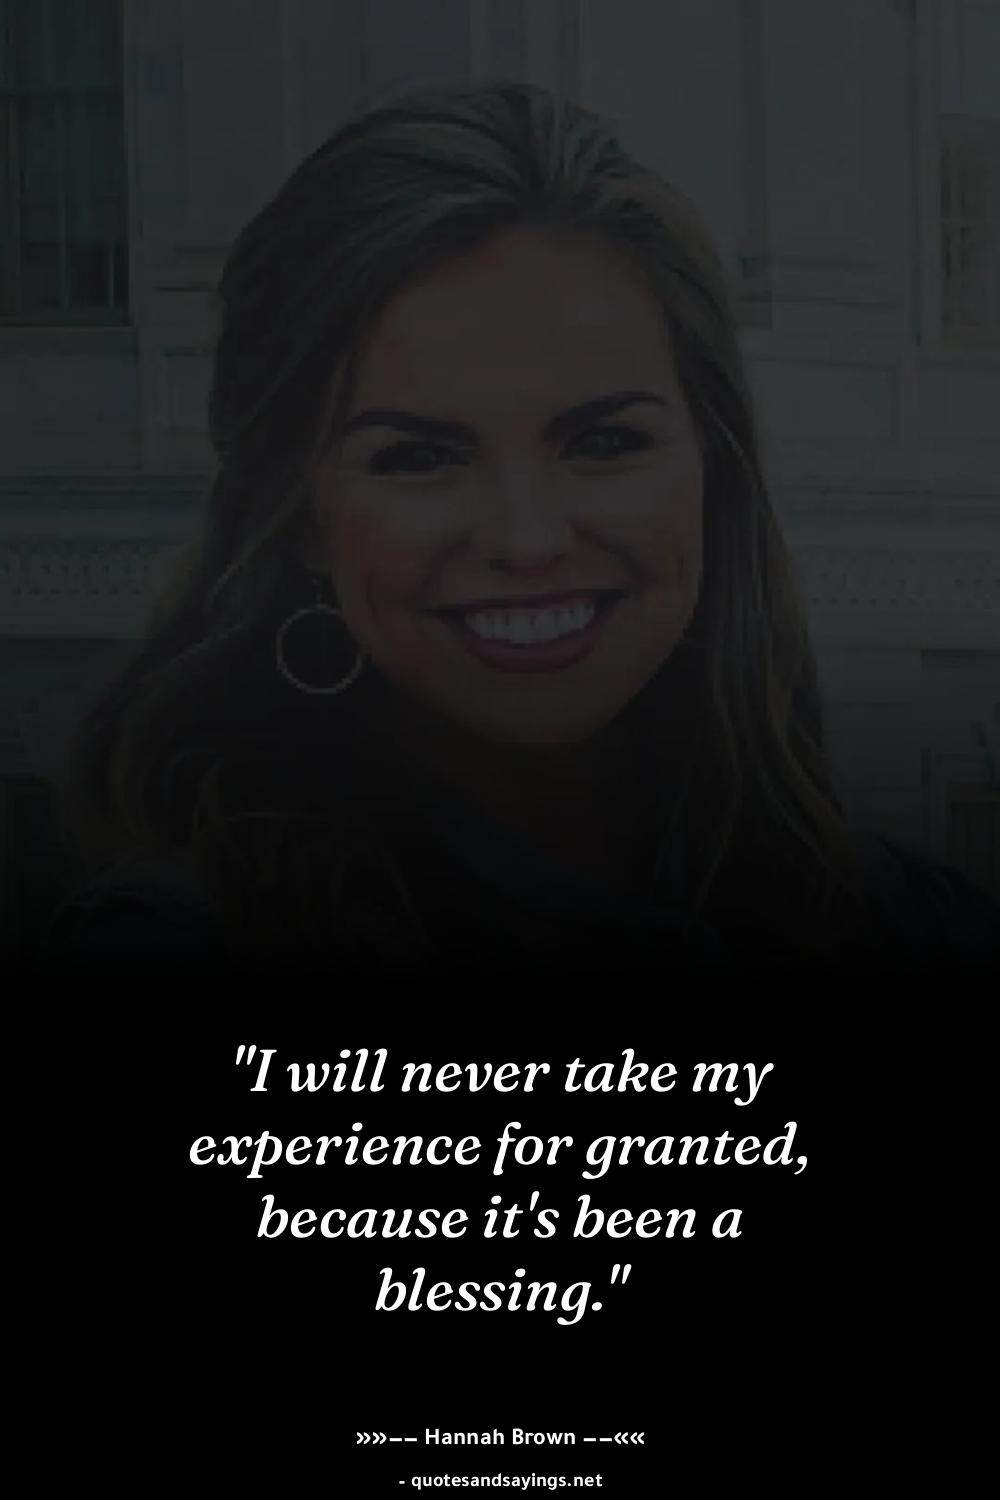 "I will never take my
experience for granted,
because it's been a
blessing."
»»–– Hannah Brown ––««
- quotesandsayings.net